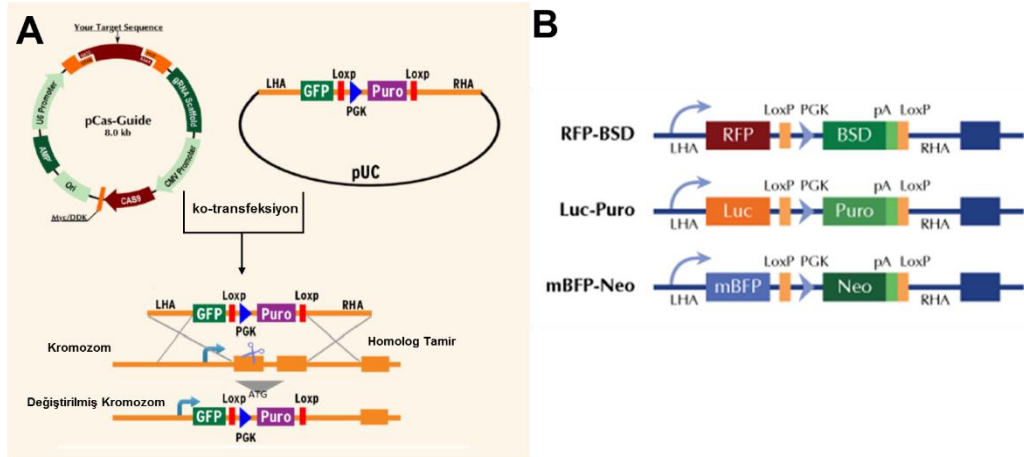 A
Your Target Sequence
U6 Promoter
gRNA Scaffold
pCas-Guide
8.0 kb
AMP
CMV Promoter
Ori
CAS9
Myc/DDK
LHA
GFP
Loxp
PGK
Puro
Loxp
RHA
pUC
ko-transfeksiyon
LHA
GFP
Loxp
PGK
Puro
Loxp
RHA
Kromozom
Homolog Tamir
ATG
Değiştirilmiş Kromozom
GFP
Loxp
PGK
Puro
Loxp
B
RFP-BSD
LHA
RFP
LoxP
PGK
BSD
pA
LoxP
RHA
Luc-Puro
LHA
Luc
LoxP
PGK
Puro
pA
LoxP
RHA
mBFP-Neo
LHA
mBFP
LoxP
PGK
Neo
pA
LoxP
RHA